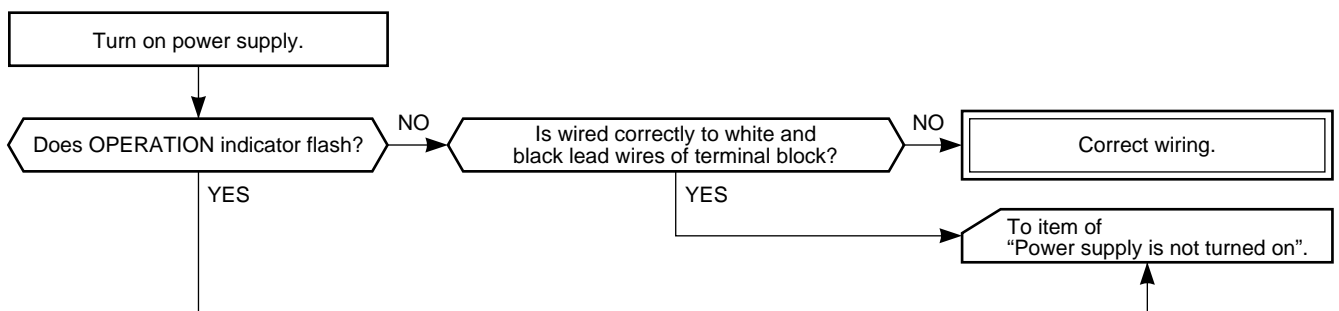 Turn on power supply.
Does OPERATION indicator flash?
NO
Is wired correctly to white and
black lead wires of terminal block?
NO
Correct wiring.
YES
YES
To item of
“Power supply is not turned on”.